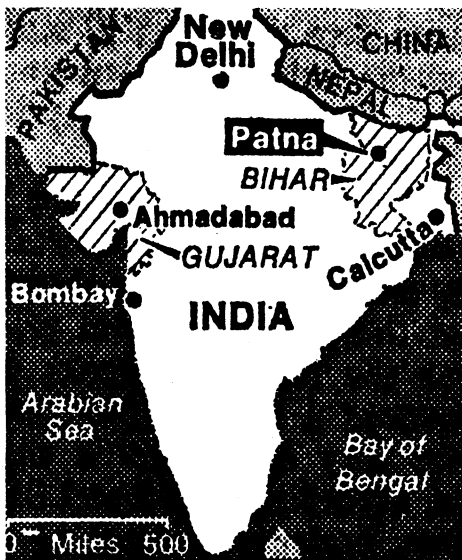 New
Delhi
CHINA
PAKISTAN
NEPAL
Patna
BIHAR
Ahmadabad
GUJARAT
Calcutta
Bombay
INDIA
Arabian
Sea
Bay of
Bengal
0 Miles 500